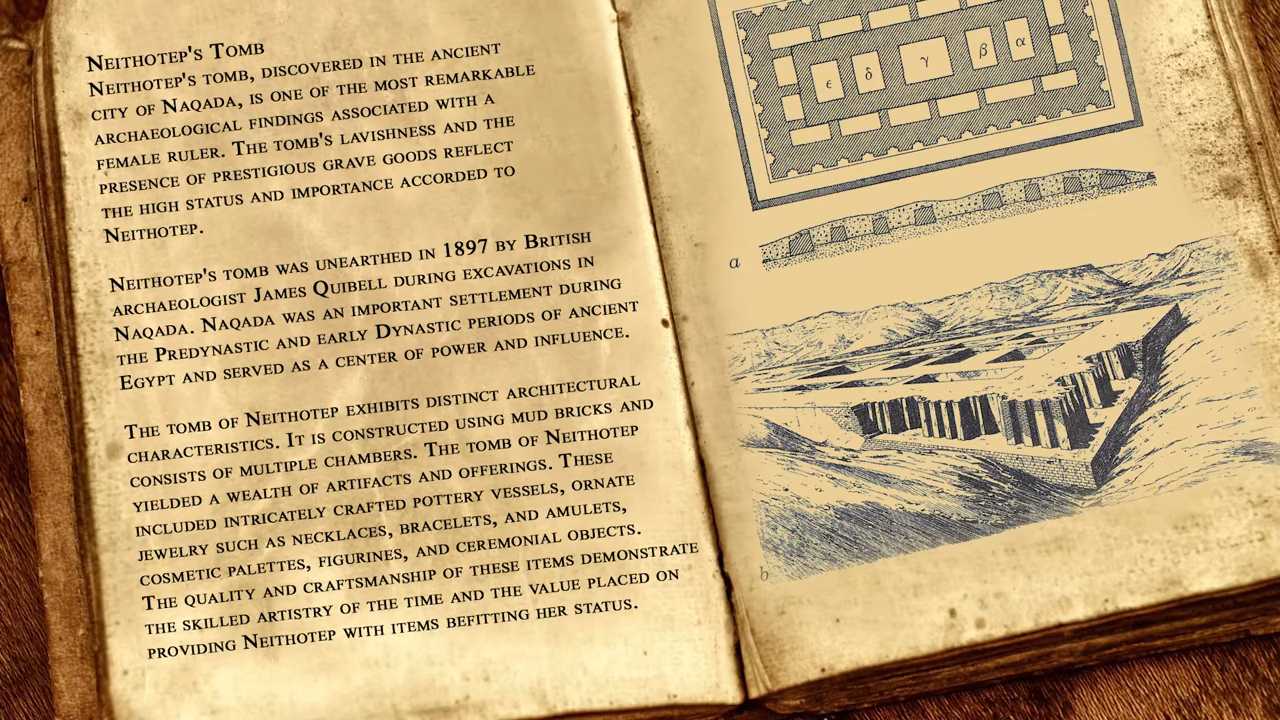 Neithotep's Tomb
Neithotep's tomb, discovered in the ancient
city of Naqada, is one of the most remarkable
archaeological findings associated with a
female ruler. The tomb's lavishness and the
presence of prestigious grave goods reflect
the high status and importance accorded to
Neithotep.
Neithotep's tomb was unearthed in 1897 by British
archaeologist James Quibell during excavations in
Naqada. Naqada was an important settlement during
the Predynastic and early Dynastic periods of ancient
Egypt and served as a center of power and influence.
The tomb of Neithotep exhibits distinct architectural
characteristics. It is constructed using mud bricks and
consists of multiple chambers. The tomb of Neithotep
yielded a wealth of artifacts and offerings. These
included intricately crafted pottery vessels, ornate
jewelry such as necklaces, bracelets, and amulets,
cosmetic palettes, figurines, and ceremonial objects.
The quality and craftsmanship of these items demonstrate
the skilled artistry of the time and the value placed on
providing Neithotep with items befitting her status.
ϵ δ γ β α
a
b